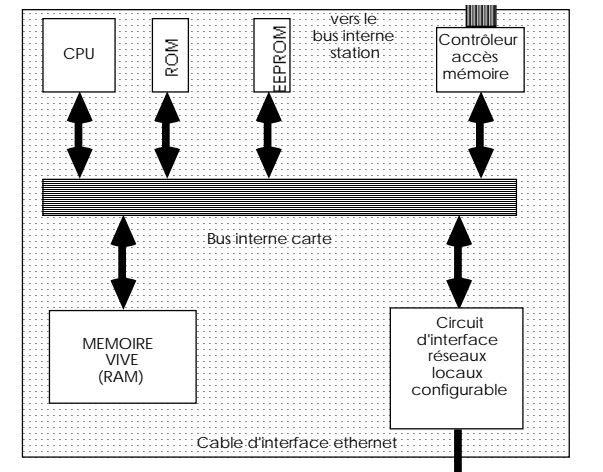 vers le
bus interne
station
CPU
ROM
EEPROM
Contrôleur
accès
mémoire
Bus interne carte
MEMOIRE
VIVE
(RAM)
Circuit
d'interface
réseaux
locaux
configurable
Cable d'interface ethernet